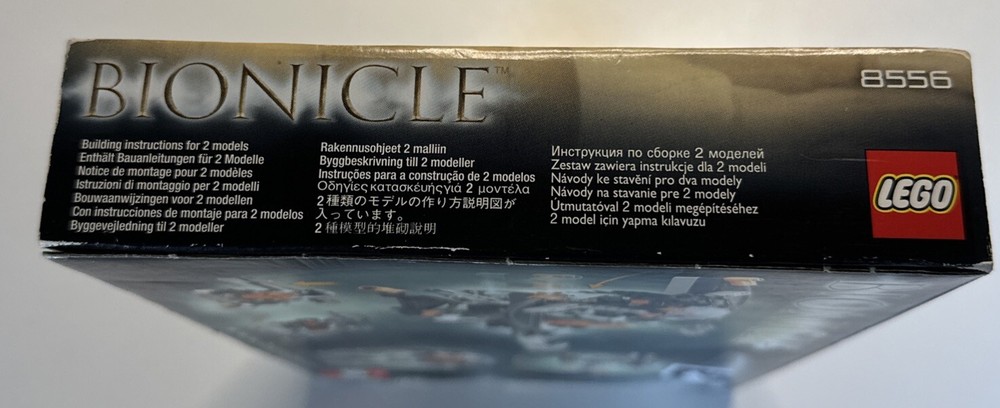 BIONICLE™
8556
Building instructions for 2 models
Enthält Bauanleitungen für 2 Modelle
Notice de montage pour 2 modèles
Istruzioni di montaggio per 2 modelli
Bouwaanwijzingen voor 2 modellen
Con instrucciones de montaje para 2 modelos
Byggevejledning til 2 modeller
Rakennusohjeet 2 malliin
Byggbeskrivning till 2 modeller
Instruções para a construção de 2 modelos
Οδηγίες κατασκέυής γιά 2 μοντέλα
2種類のモデルの作り方説明図が
入っています。
2種模型的堆砌說明
Инструкция по сборке 2 моделей
Zestaw zawiera instrukcje dla 2 modeli
Návody ke stavění pro dva modely
Návody na stavanie pre 2 modely
Útmutatóval 2 modeli megépítéséhez
2 model için yapma kılavuzu
LEGO